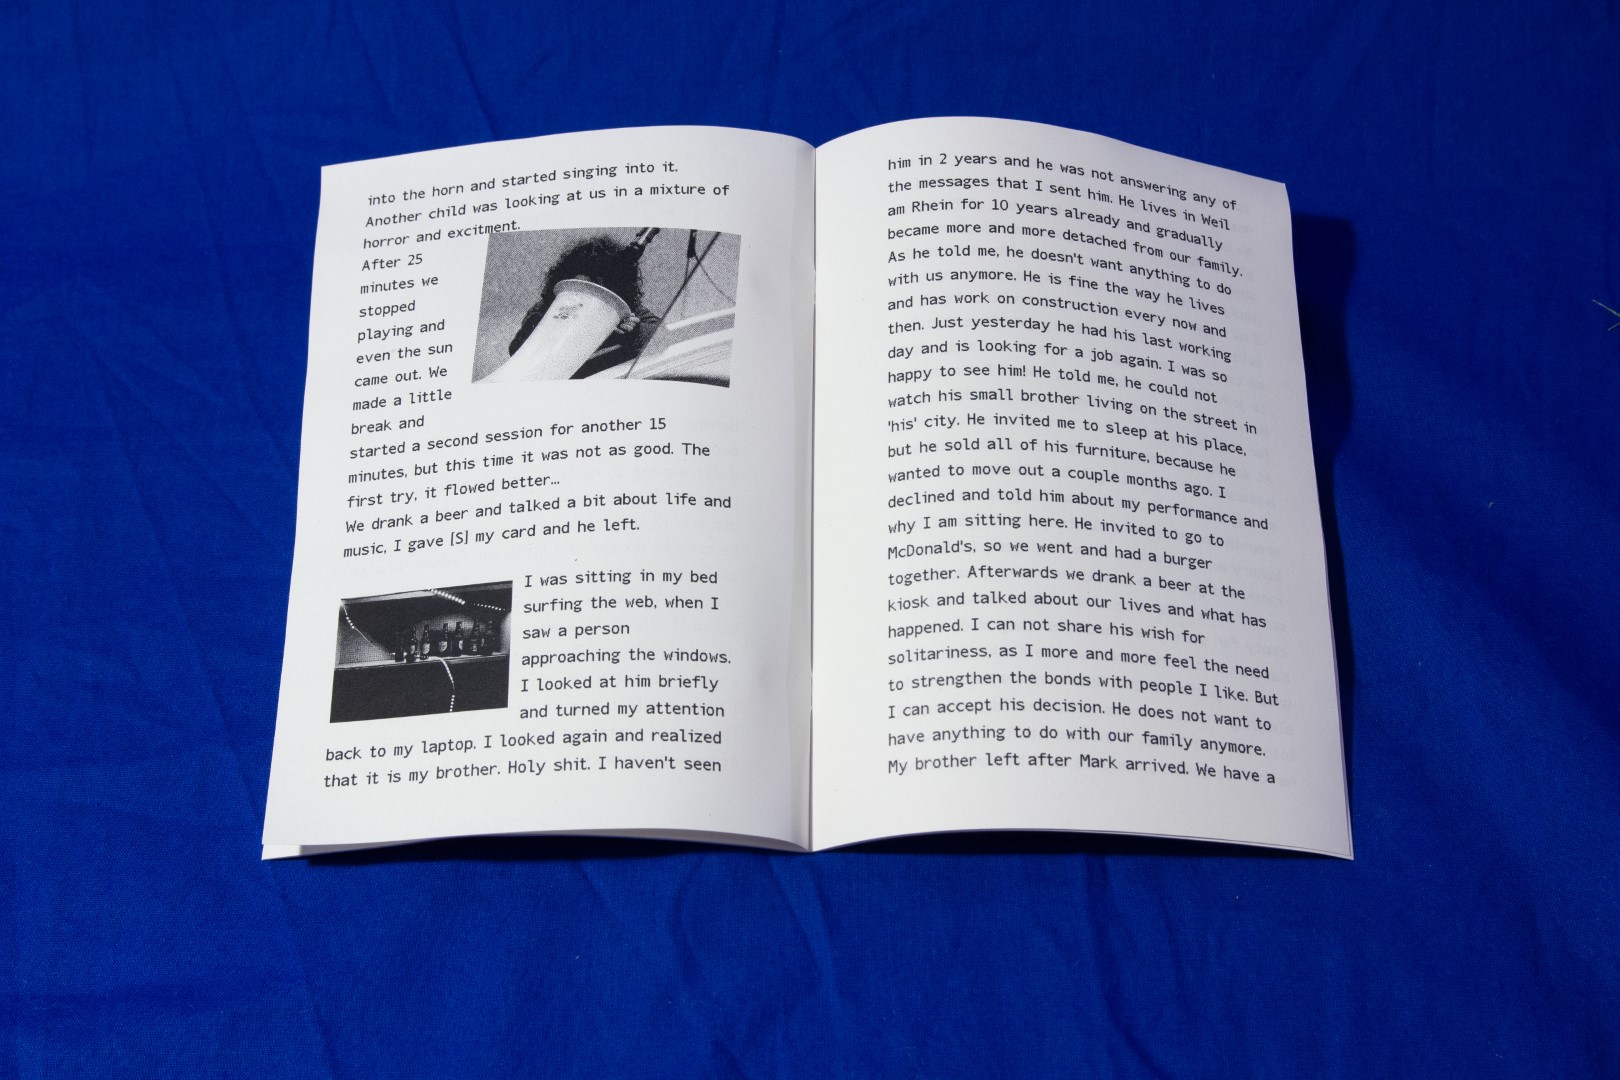 into the horn and started singing into it.
Another child was looking at us in a mixture of
horror and excitment.
After 25
minutes we
stopped
playing and
even the sun
came out. We
made a little
break and
started a second session for another 15
minutes, but this time it was not as good. The
first try, it flowed better…
We drank a beer and talked a bit about life and
music, I gave [S] my card and he left.
I was sitting in my bed
surfing the web, when I
saw a person
approaching the windows.
I looked at him briefly
and turned my attention
back to my laptop. I looked again and realized
that it is my brother. Holy shit. I haven't seen
him in 2 years and he was not answering any of
the messages that I sent him. He lives in Weil
am Rhein for 10 years already and gradually
became more and more detached from our family.
As he told me, he doesn't want anything to do
with us anymore. He is fine the way he lives
and has work on construction every now and
then. Just yesterday he had his last working
day and is looking for a job again. I was so
happy to see him! He told me, he could not
watch his small brother living on the street in
'his' city. He invited me to sleep at his place,
but he sold all of his furniture, because he
wanted to move out a couple months ago. I
declined and told him about my performance and
why I am sitting here. He invited to go to
McDonald's, so we went and had a burger
together. Afterwards we drank a beer at the
kiosk and talked about our lives and what has
happened. I can not share his wish for
solitariness, as I more and more feel the need
to strengthen the bonds with people I like. But
I can accept his decision. He does not want to
have anything to do with our family anymore.
My brother left after Mark arrived. We have a